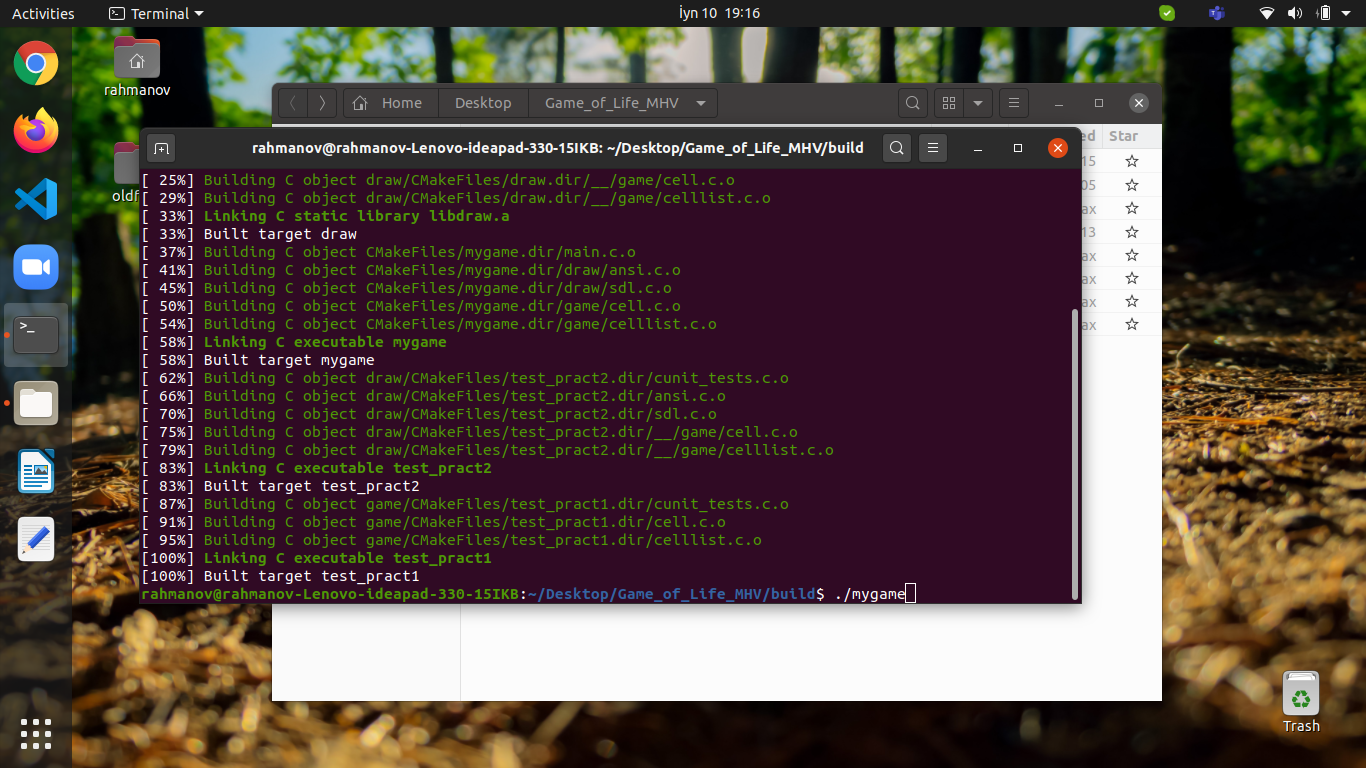 Activities Terminal İyn 10 19:16
rahmanov
Home Desktop Game_of_Life_MHV
Star
15
05
13
rahmanov@rahmanov-Lenovo-ideapad-330-15IKB: ~/Desktop/Game_of_Life_MHV/build
[ 25%] Building C object draw/CMakeFiles/draw.dir/__/game/cell.c.o
[ 29%] Building C object draw/CMakeFiles/draw.dir/__/game/celllist.c.o
[ 33%] Linking C static library libdraw.a
[ 33%] Built target draw
[ 37%] Building C object CMakeFiles/mygame.dir/main.c.o
[ 41%] Building C object CMakeFiles/mygame.dir/draw/ansi.c.o
[ 45%] Building C object CMakeFiles/mygame.dir/draw/sdl.c.o
[ 50%] Building C object CMakeFiles/mygame.dir/game/cell.c.o
[ 54%] Building C object CMakeFiles/mygame.dir/game/celllist.c.o
[ 58%] Linking C executable mygame
[ 58%] Built target mygame
[ 62%] Building C object draw/CMakeFiles/test_pract2.dir/cunit_tests.c.o
[ 66%] Building C object draw/CMakeFiles/test_pract2.dir/ansi.c.o
[ 70%] Building C object draw/CMakeFiles/test_pract2.dir/sdl.c.o
[ 75%] Building C object draw/CMakeFiles/test_pract2.dir/__/game/cell.c.o
[ 79%] Building C object draw/CMakeFiles/test_pract2.dir/__/game/celllist.c.o
[ 83%] Linking C executable test_pract2
[ 83%] Built target test_pract2
[ 87%] Building C object game/CMakeFiles/test_pract1.dir/cunit_tests.c.o
[ 91%] Building C object game/CMakeFiles/test_pract1.dir/cell.c.o
[ 95%] Building C object game/CMakeFiles/test_pract1.dir/celllist.c.o
[100%] Linking C executable test_pract1
[100%] Built target test_pract1
rahmanov@rahmanov-Lenovo-ideapad-330-15IKB:~/Desktop/Game_of_Life_MHV/build$ ./mygame
Trash